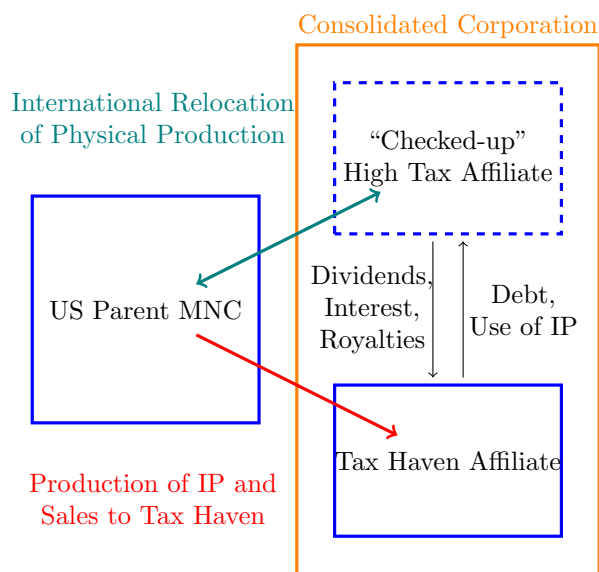 Consolidated Corporation
International Relocation
of Physical Production
“Checked-up”
High Tax Affiliate
US Parent MNC
Dividends,
Interest,
Royalties
Debt,
Use of IP
Tax Haven Affiliate
Production of IP and
Sales to Tax Haven